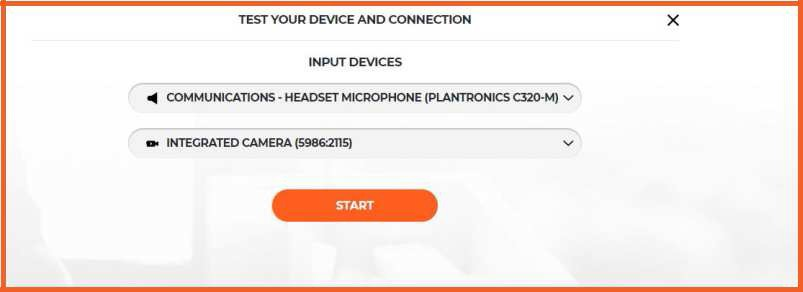 TEST YOUR DEVICE AND CONNECTION
INPUT DEVICES
COMMUNICATIONS - HEADSET MICROPHONE (PLANTRONICS C320-M)
INTEGRATED CAMERA (5986:2115)
START